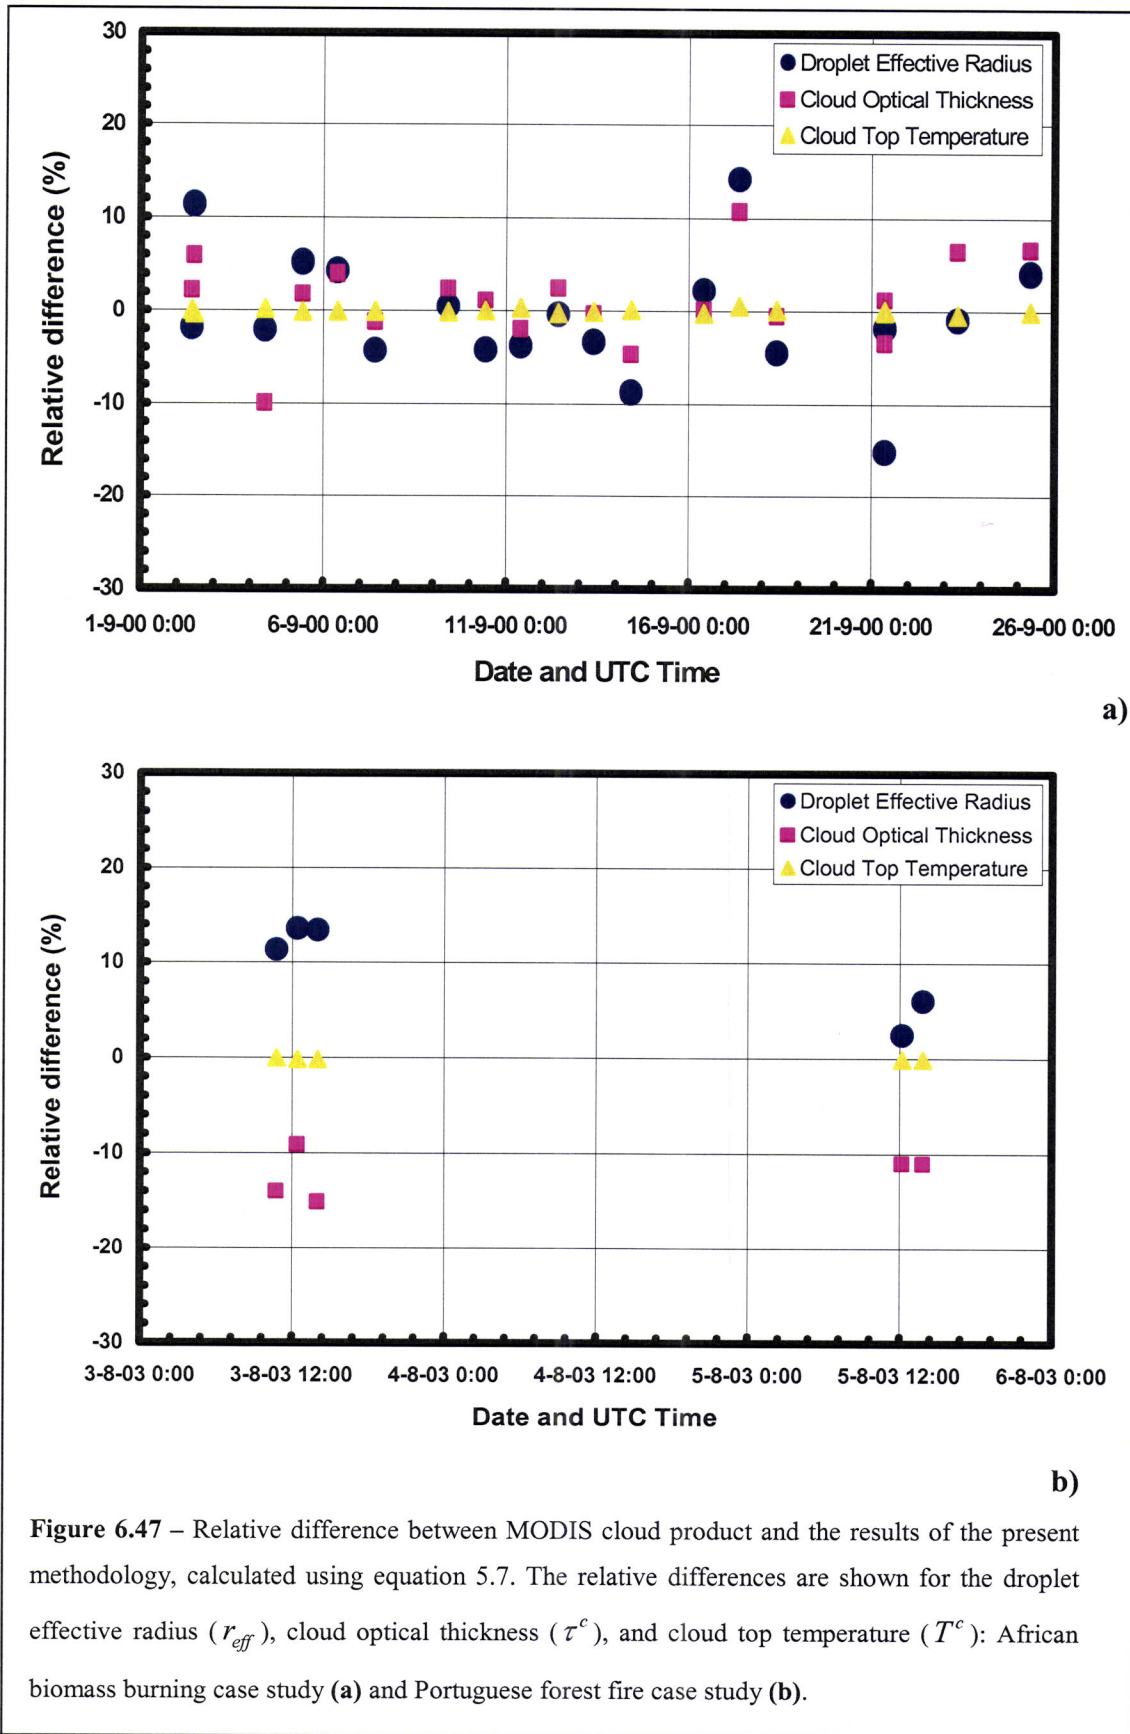 30
20
10
0
-10
-20
-30
Relative difference (%)
Droplet Effective Radius
Cloud Optical Thickness
Cloud Top Temperature
1-9-00 0:00 6-9-00 0:00 11-9-00 0:00 16-9-00 0:00 21-9-00 0:00 26-9-00 0:00
Date and UTC Time
a)
30
20
10
0
-10
-20
-30
Relative difference (%)
Droplet Effective Radius
Cloud Optical Thickness
Cloud Top Temperature
3-8-03 0:00 3-8-03 12:00 4-8-03 0:00 4-8-03 12:00 5-8-03 0:00 5-8-03 12:00 6-8-03 0:00
Date and UTC Time
b)
Figure 6.47 – Relative difference between MODIS cloud product and the results of the present
methodology, calculated using equation 5.7. The relative differences are shown for the droplet
effective radius ( r_eff ), cloud optical thickness ( τ^c ), and cloud top temperature ( T^c ): African
biomass burning case study (a) and Portuguese forest fire case study (b).